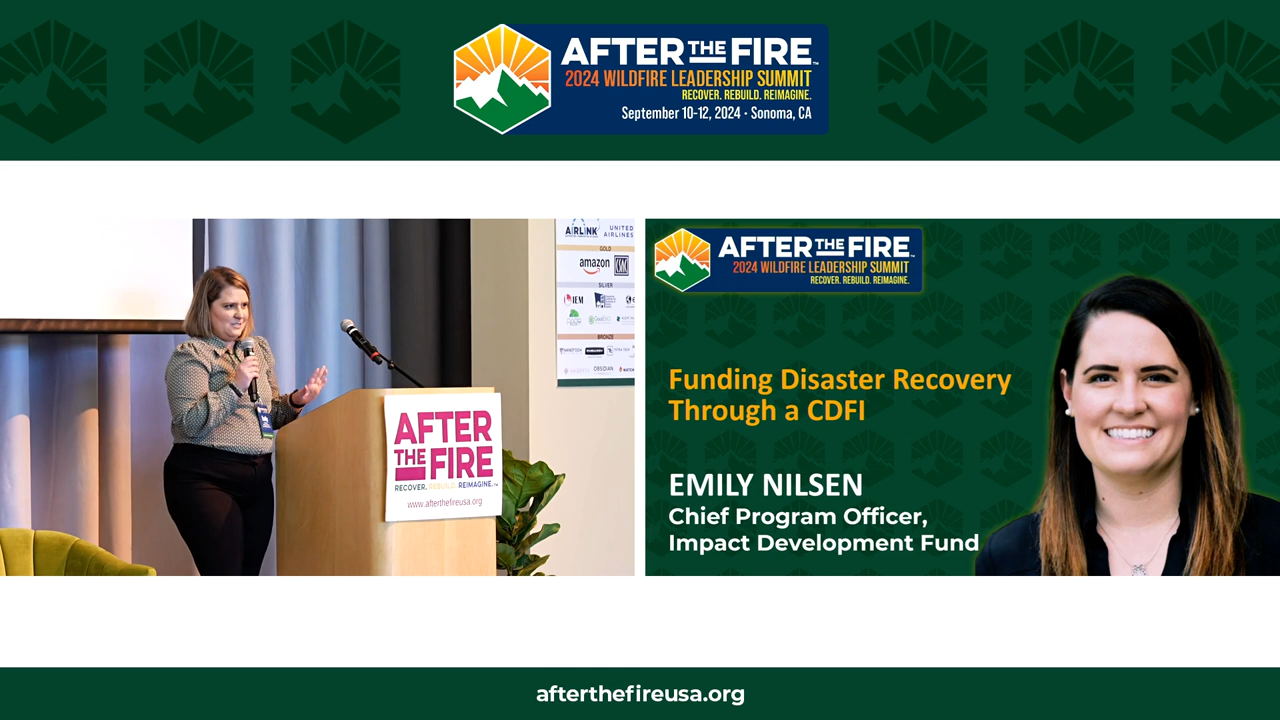 AFTER THE FIRE™
2024 WILDFIRE LEADERSHIP SUMMIT
RECOVER. REBUILD. REIMAGINE.
September 10-12, 2024 · Sonoma, CA
AIRLINK
UNITED AIRLINES
GOLD
amazon
SILVER
IEM
BRONZE
OBSIDIAN
AFTER
THE FIRE
RECOVER. REBUILD. REIMAGINE.™
www.afterthefireusa.org
AFTER THE FIRE™
2024 WILDFIRE LEADERSHIP SUMMIT
RECOVER. REBUILD. REIMAGINE.
Funding Disaster Recovery
Through a CDFI
EMILY NILSEN
Chief Program Officer,
Impact Development Fund
afterthefireusa.org